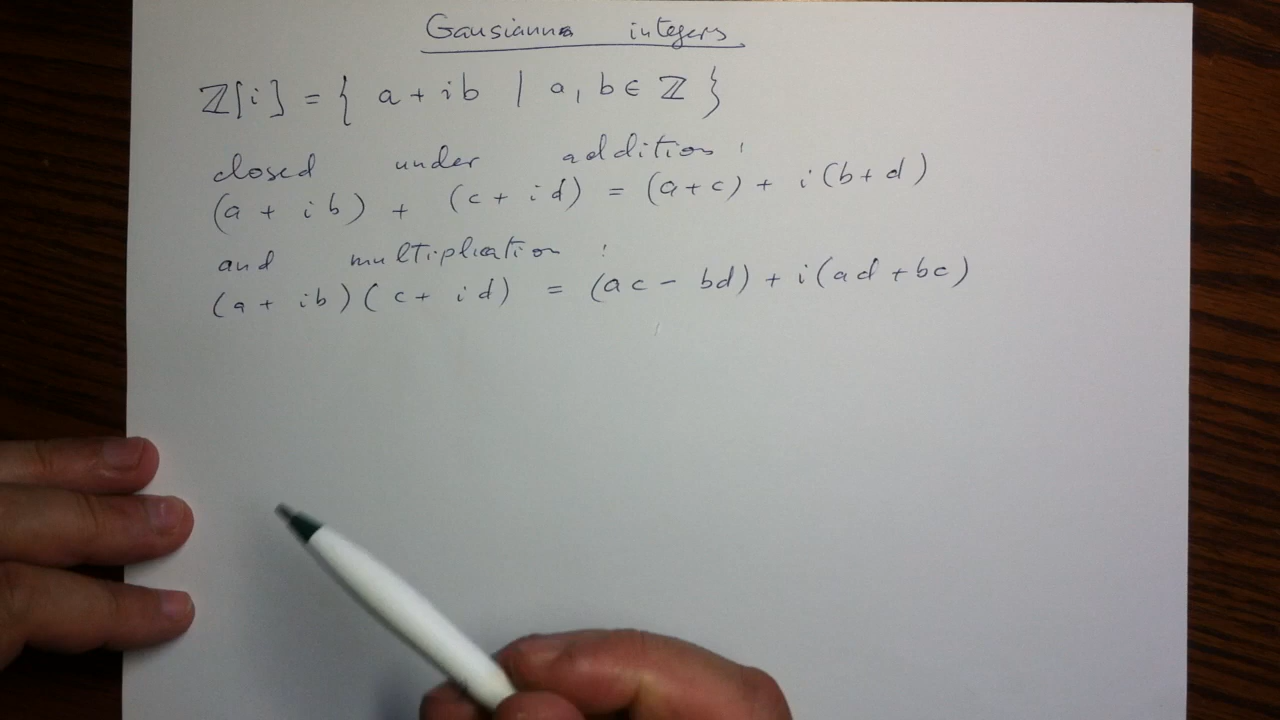 Gausianna integers
ℤ[i] = { a + ib | a, b ∈ ℤ }
closed under addition :
(a + ib) + (c + id) = (a+c) + i(b+d)
and multiplication :
(a + ib)(c + id) = (ac - bd) + i(ad + bc)